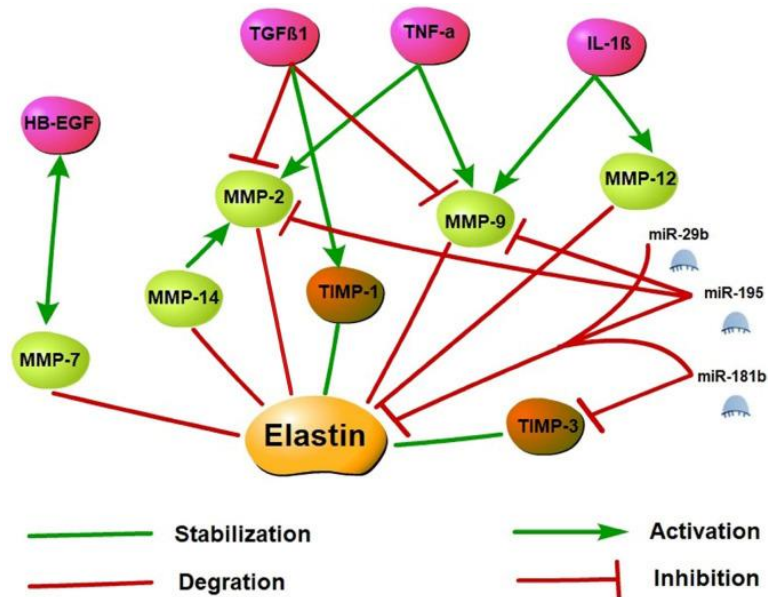 TGFß1
TNF-a
IL-1ß
HB-EGF
MMP-2
MMP-9
MMP-12
miR-29b
MMP-14
TIMP-1
miR-195
MMP-7
miR-181b
Elastin
TIMP-3
Stabilization
Activation
Degration
Inhibition